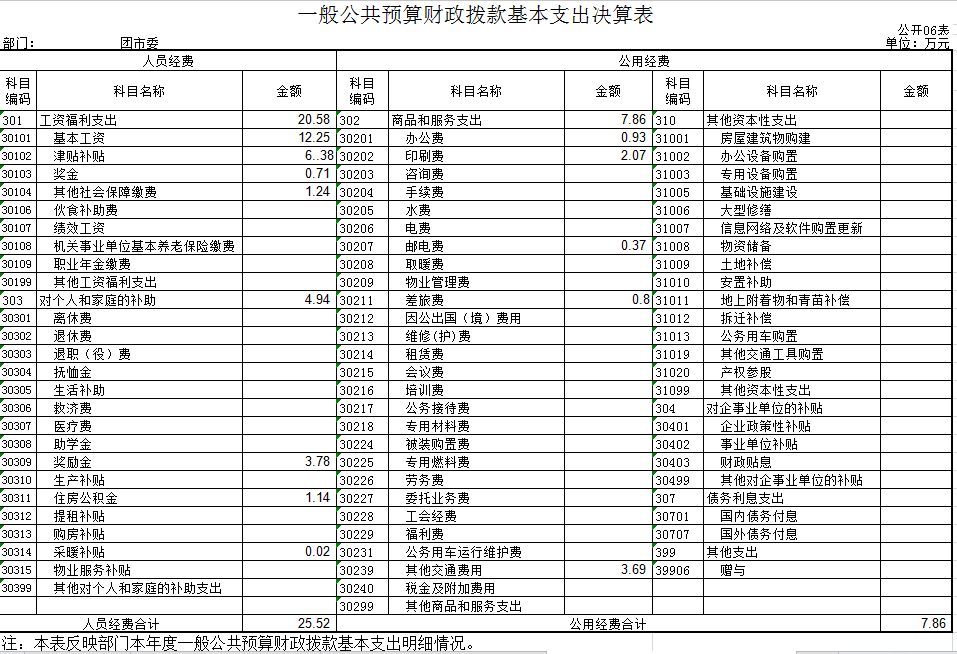 一般公共预算财政拨款基本支出决算表
公开06表
部门： 团市委 单位：万元
人员经费 公用经费
科目编码 科目名称 金额 科目编码 科目名称 金额 科目编码 科目名称 金额
301 工资福利支出 20.58 302 商品和服务支出 7.86 310 其他资本性支出
30101 基本工资 12.25 30201 办公费 0.93 31001 房屋建筑物购建
30102 津贴补贴 6..38 30202 印刷费 2.07 31002 办公设备购置
30103 奖金 0.71 30203 咨询费 31003 专用设备购置
30104 其他社会保障缴费 1.24 30204 手续费 31005 基础设施建设
30106 伙食补助费 30205 水费 31006 大型修缮
30107 绩效工资 30206 电费 31007 信息网络及软件购置更新
30108 机关事业单位基本养老保险缴费 30207 邮电费 0.37 31008 物资储备
30109 职业年金缴费 30208 取暖费 31009 土地补偿
30199 其他工资福利支出 30209 物业管理费 31010 安置补助
303 对个人和家庭的补助 4.94 30211 差旅费 0.8 31011 地上附着物和青苗补偿
30301 离休费 30212 因公出国（境）费用 31012 拆迁补偿
30302 退休费 30213 维修(护)费 31013 公务用车购置
30303 退职（役）费 30214 租赁费 31019 其他交通工具购置
30304 抚恤金 30215 会议费 31020 产权参股
30305 生活补助 30216 培训费 31099 其他资本性支出
30306 救济费 30217 公务接待费 304 对企事业单位的补贴
30307 医疗费 30218 专用材料费 30401 企业政策性补贴
30308 助学金 30224 被装购置费 30402 事业单位补贴
30309 奖励金 3.78 30225 专用燃料费 30403 财政贴息
30310 生产补贴 30226 劳务费 30499 其他对企事业单位的补贴
30311 住房公积金 1.14 30227 委托业务费 307 债务利息支出
30312 提租补贴 30228 工会经费 30701 国内债务付息
30313 购房补贴 30229 福利费 30707 国外债务付息
30314 采暖补贴 0.02 30231 公务用车运行维护费 399 其他支出
30315 物业服务补贴 30239 其他交通费用 3.69 39906 赠与
30399 其他对个人和家庭的补助支出 30240 税金及附加费用
30299 其他商品和服务支出
人员经费合计 25.52 公用经费合计 7.86
注：本表反映部门本年度一般公共预算财政拨款基本支出明细情况。